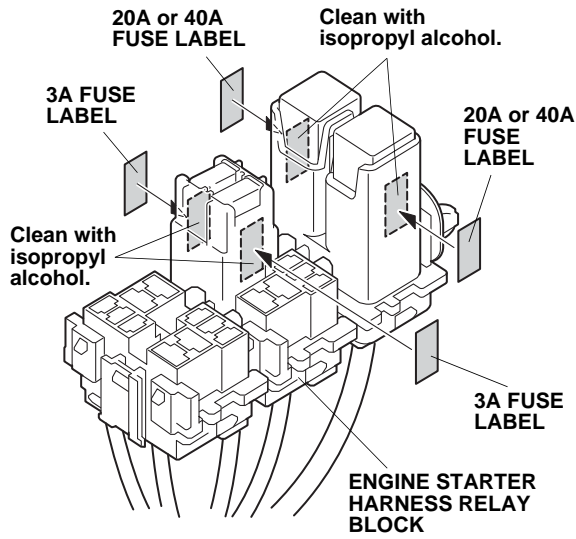 20A or 40A
FUSE LABEL
Clean with
isopropyl alcohol.
3A FUSE
LABEL
20A or 40A
FUSE
LABEL
Clean with
isopropyl
alcohol.
3A FUSE
LABEL
ENGINE STARTER
HARNESS RELAY
BLOCK